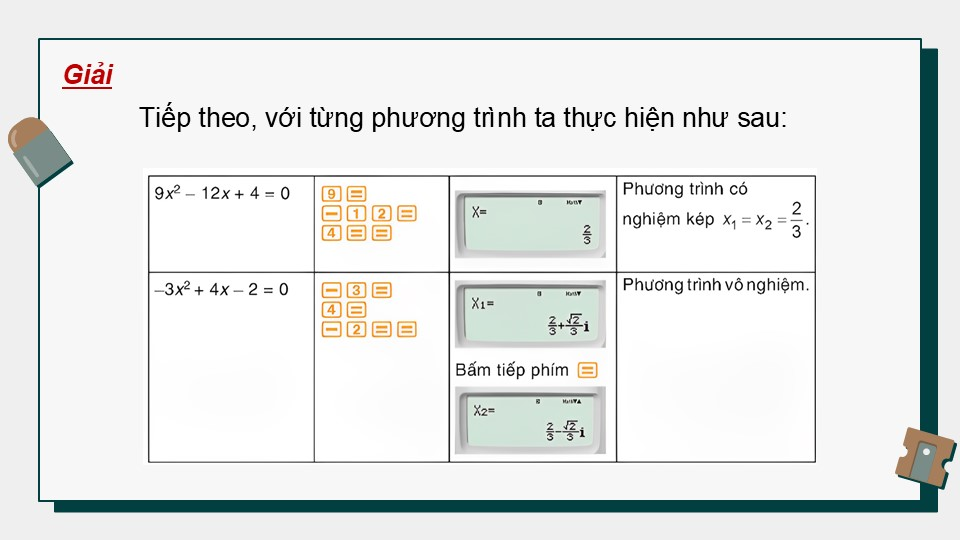 Giải
Tiếp theo, với từng phương trình ta thực hiện như sau:
9x² – 12x + 4 = 0
9 =
– 1 2 =
4 = =
X=
2/3
Phương trình có
nghiệm kép x₁ = x₂ = 2/3.
–3x² + 4x – 2 = 0
– 3 =
4 =
– 2 = =
X₁=
2/3+√2/3i
Bấm tiếp phím =
X₂=
2/3-√2/3i
Phương trình vô nghiệm.